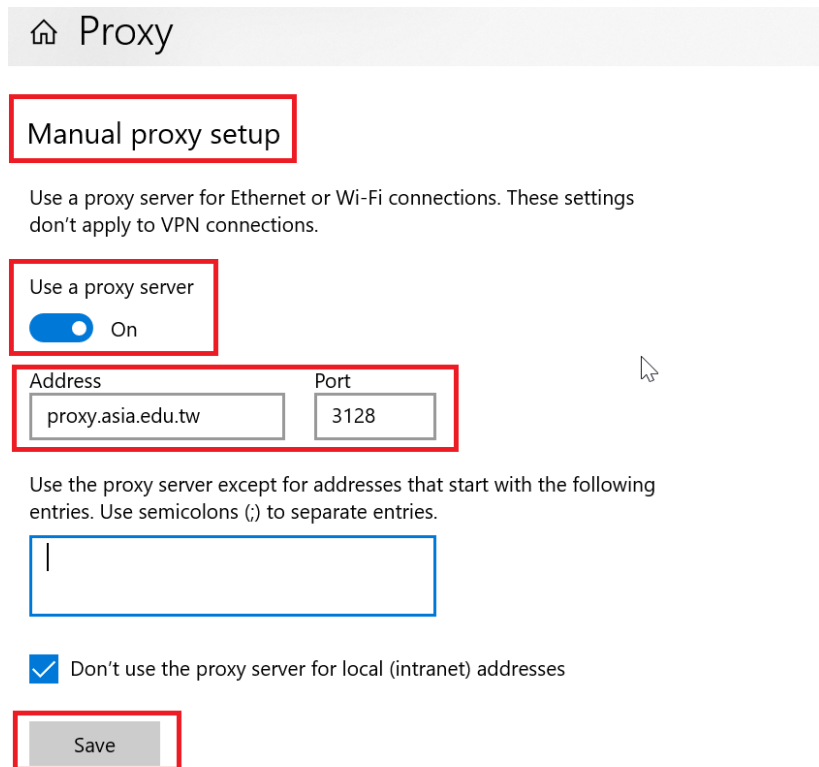 Proxy
Manual proxy setup
Use a proxy server for Ethernet or Wi-Fi connections. These settings
don't apply to VPN connections.
Use a proxy server
On
Address Port
proxy.asia.edu.tw 3128
Use the proxy server except for addresses that start with the following
entries. Use semicolons (;) to separate entries.
Don't use the proxy server for local (intranet) addresses
Save